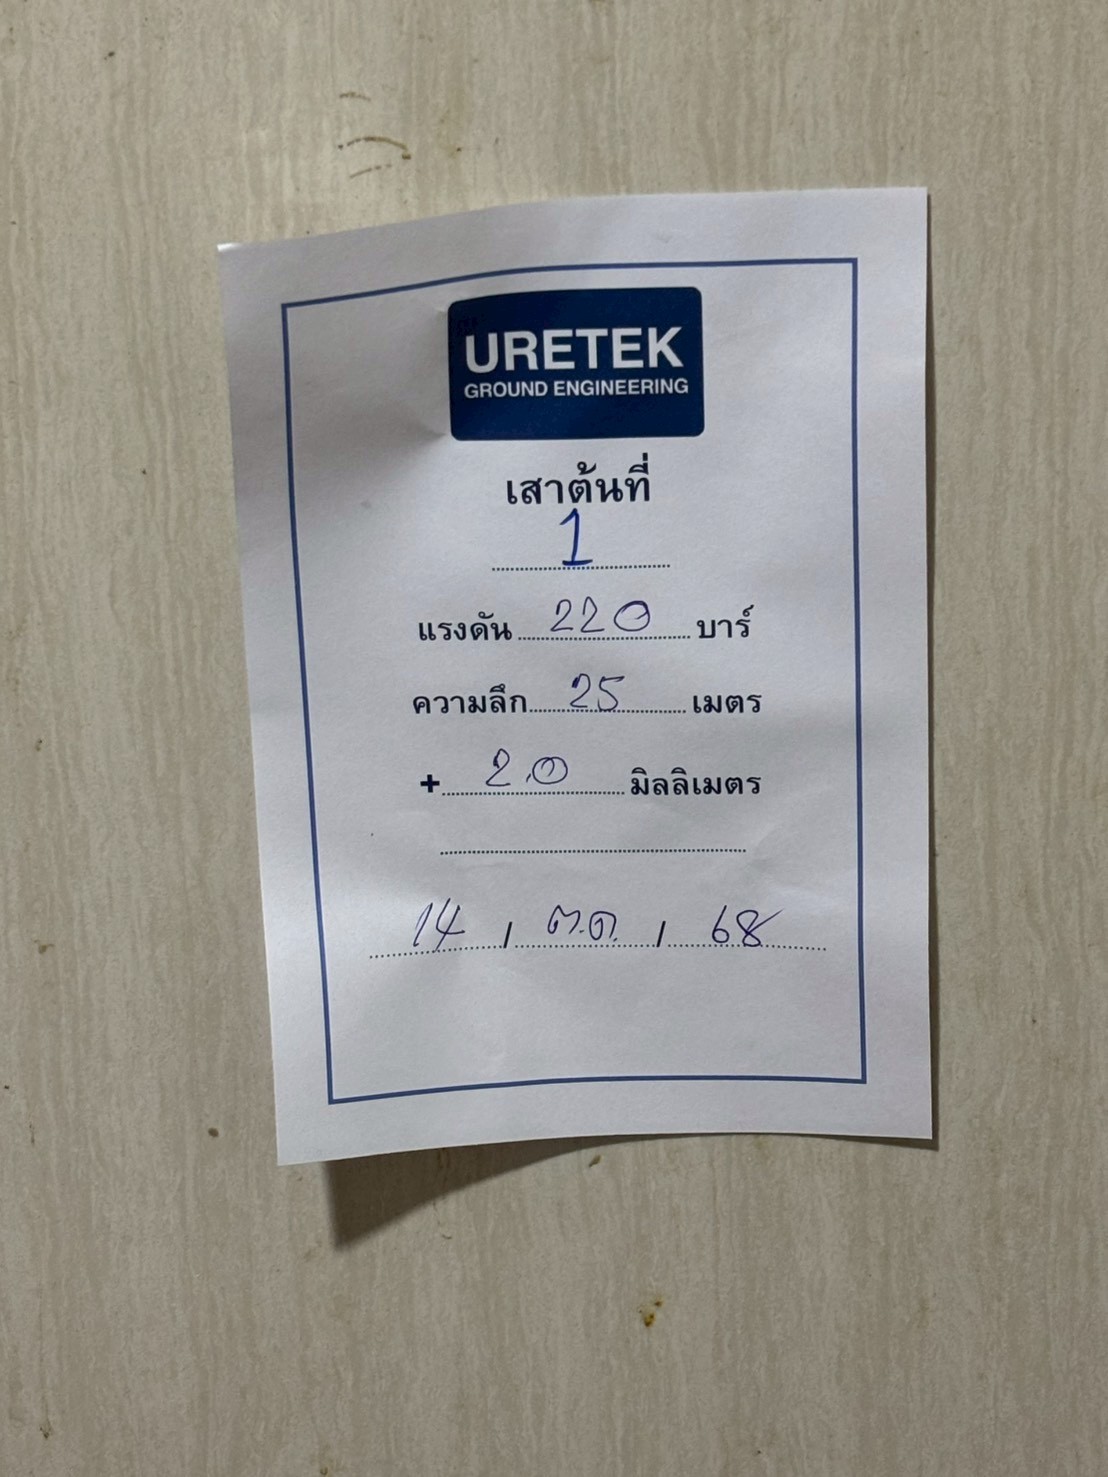 URETEK
GROUND ENGINEERING
เสาต้นที่
1
แรงดัน 220 บาร์
ความลึก 25 เมตร
+ 2.0 มิลลิเมตร
14 / ต.ค. / 68